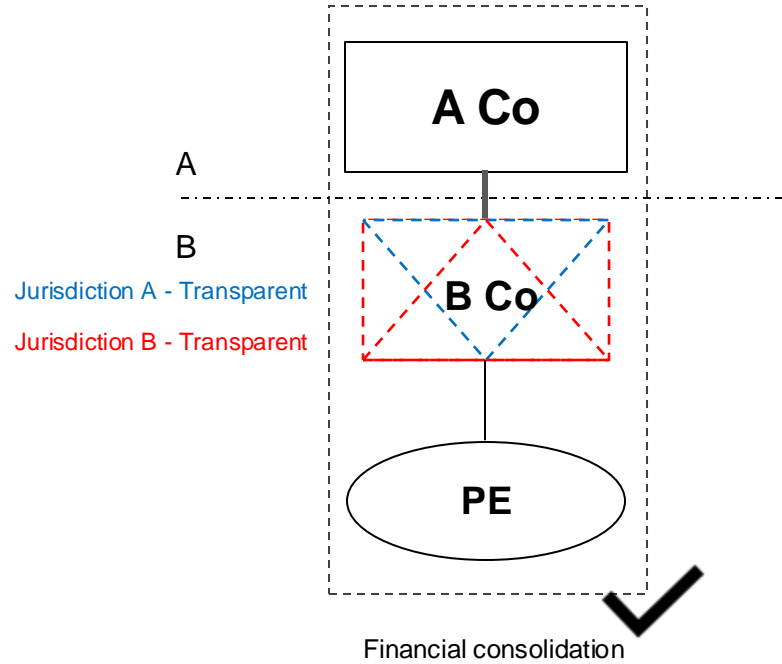 A Co
A
B
Jurisdiction A - Transparent
B Co
Jurisdiction B - Transparent
PE
Financial consolidation